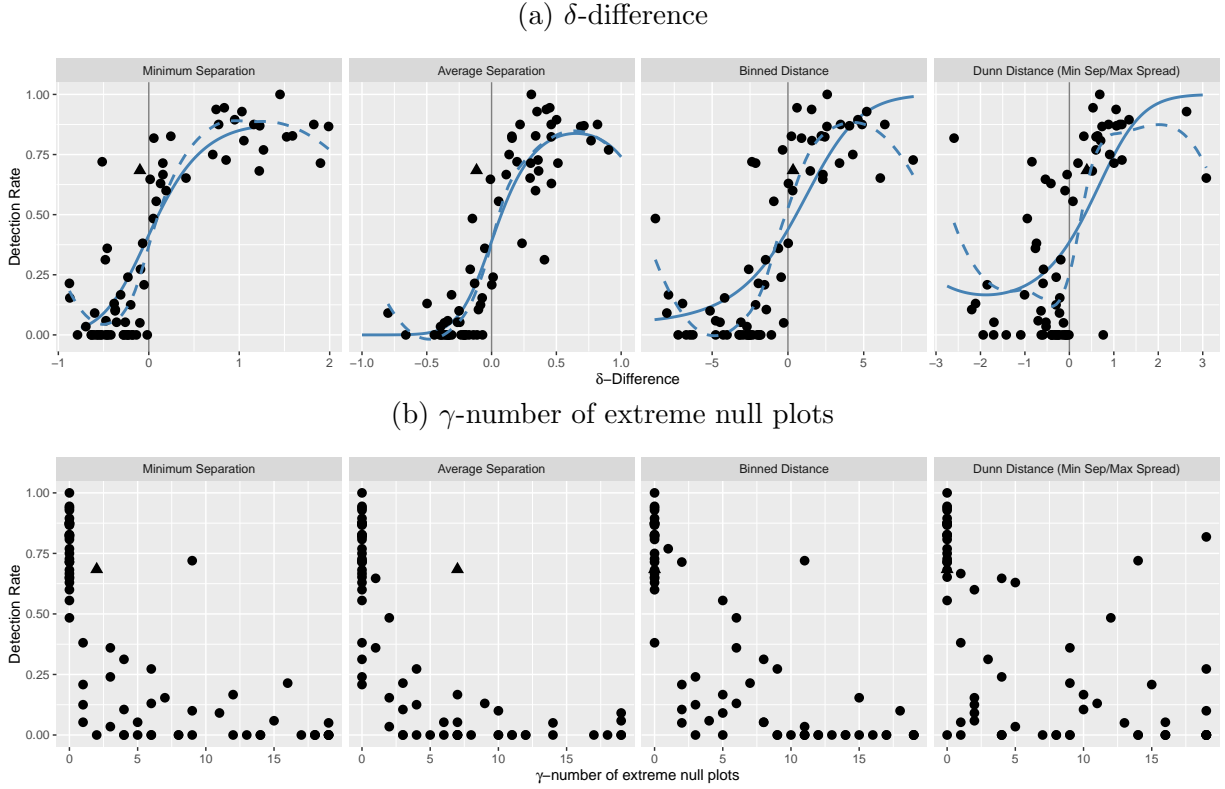 (a) δ-difference
Minimum Separation
Average Separation
Binned Distance
Dunn Distance (Min Sep/Max Spread)
Detection Rate
1.00
0.75
0.50
0.25
0.00
−1 0 1 2
−1.0 −0.5 0.0 0.5 1.0
−5 0 5
−3 −2 −1 0 1 2 3
δ−Difference
(b) γ-number of extreme null plots
Minimum Separation
Average Separation
Binned Distance
Dunn Distance (Min Sep/Max Spread)
Detection Rate
1.00
0.75
0.50
0.25
0.00
0 5 10 15
0 5 10 15
0 5 10 15
0 5 10 15
γ−number of extreme null plots